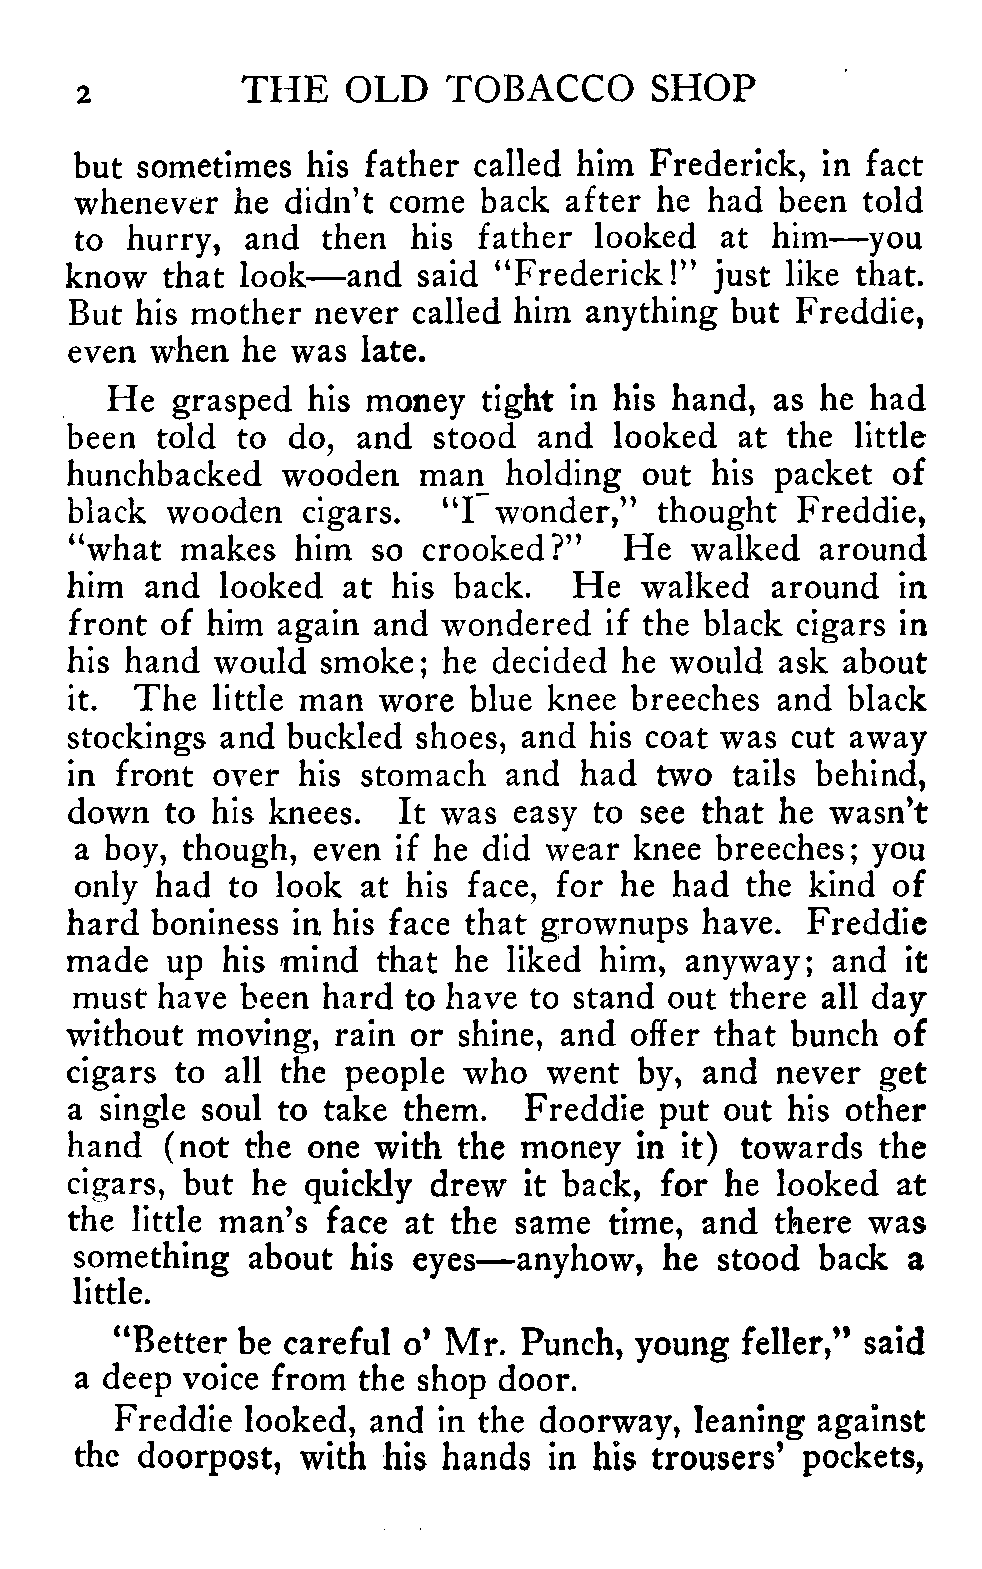 2 THE OLD TOBACCO SHOP
but sometimes his father called him Frederick, in fact
whenever he didn't come back after he had been told
to hurry, and then his father looked at him—you
know that look—and said "Frederick!" just like that.
But his mother never called him anything but Freddie,
even when he was late.
He grasped his money tight in his hand, as he had
been told to do, and stood and looked at the little
hunchbacked wooden man holding out his packet of
black wooden cigars. "I wonder," thought Freddie,
"what makes him so crooked?" He walked around
him and looked at his back. He walked around in
front of him again and wondered if the black cigars in
his hand would smoke; he decided he would ask about
it. The little man wore blue knee breeches and black
stockings and buckled shoes, and his coat was cut away
in front over his stomach and had two tails behind,
down to his knees. It was easy to see that he wasn't
a boy, though, even if he did wear knee breeches; you
only had to look at his face, for he had the kind of
hard boniness in his face that grownups have. Freddie
made up his mind that he liked him, anyway; and it
must have been hard to have to stand out there all day
without moving, rain or shine, and offer that bunch of
cigars to all the people who went by, and never get
a single soul to take them. Freddie put out his other
hand (not the one with the money in it) towards the
cigars, but he quickly drew it back, for he looked at
the little man's face at the same time, and there was
something about his eyes—anyhow, he stood back a
little.
"Better be careful o' Mr. Punch, young feller," said
a deep voice from the shop door.
Freddie looked, and in the doorway, leaning against
the doorpost, with his hands in his trousers' pockets,